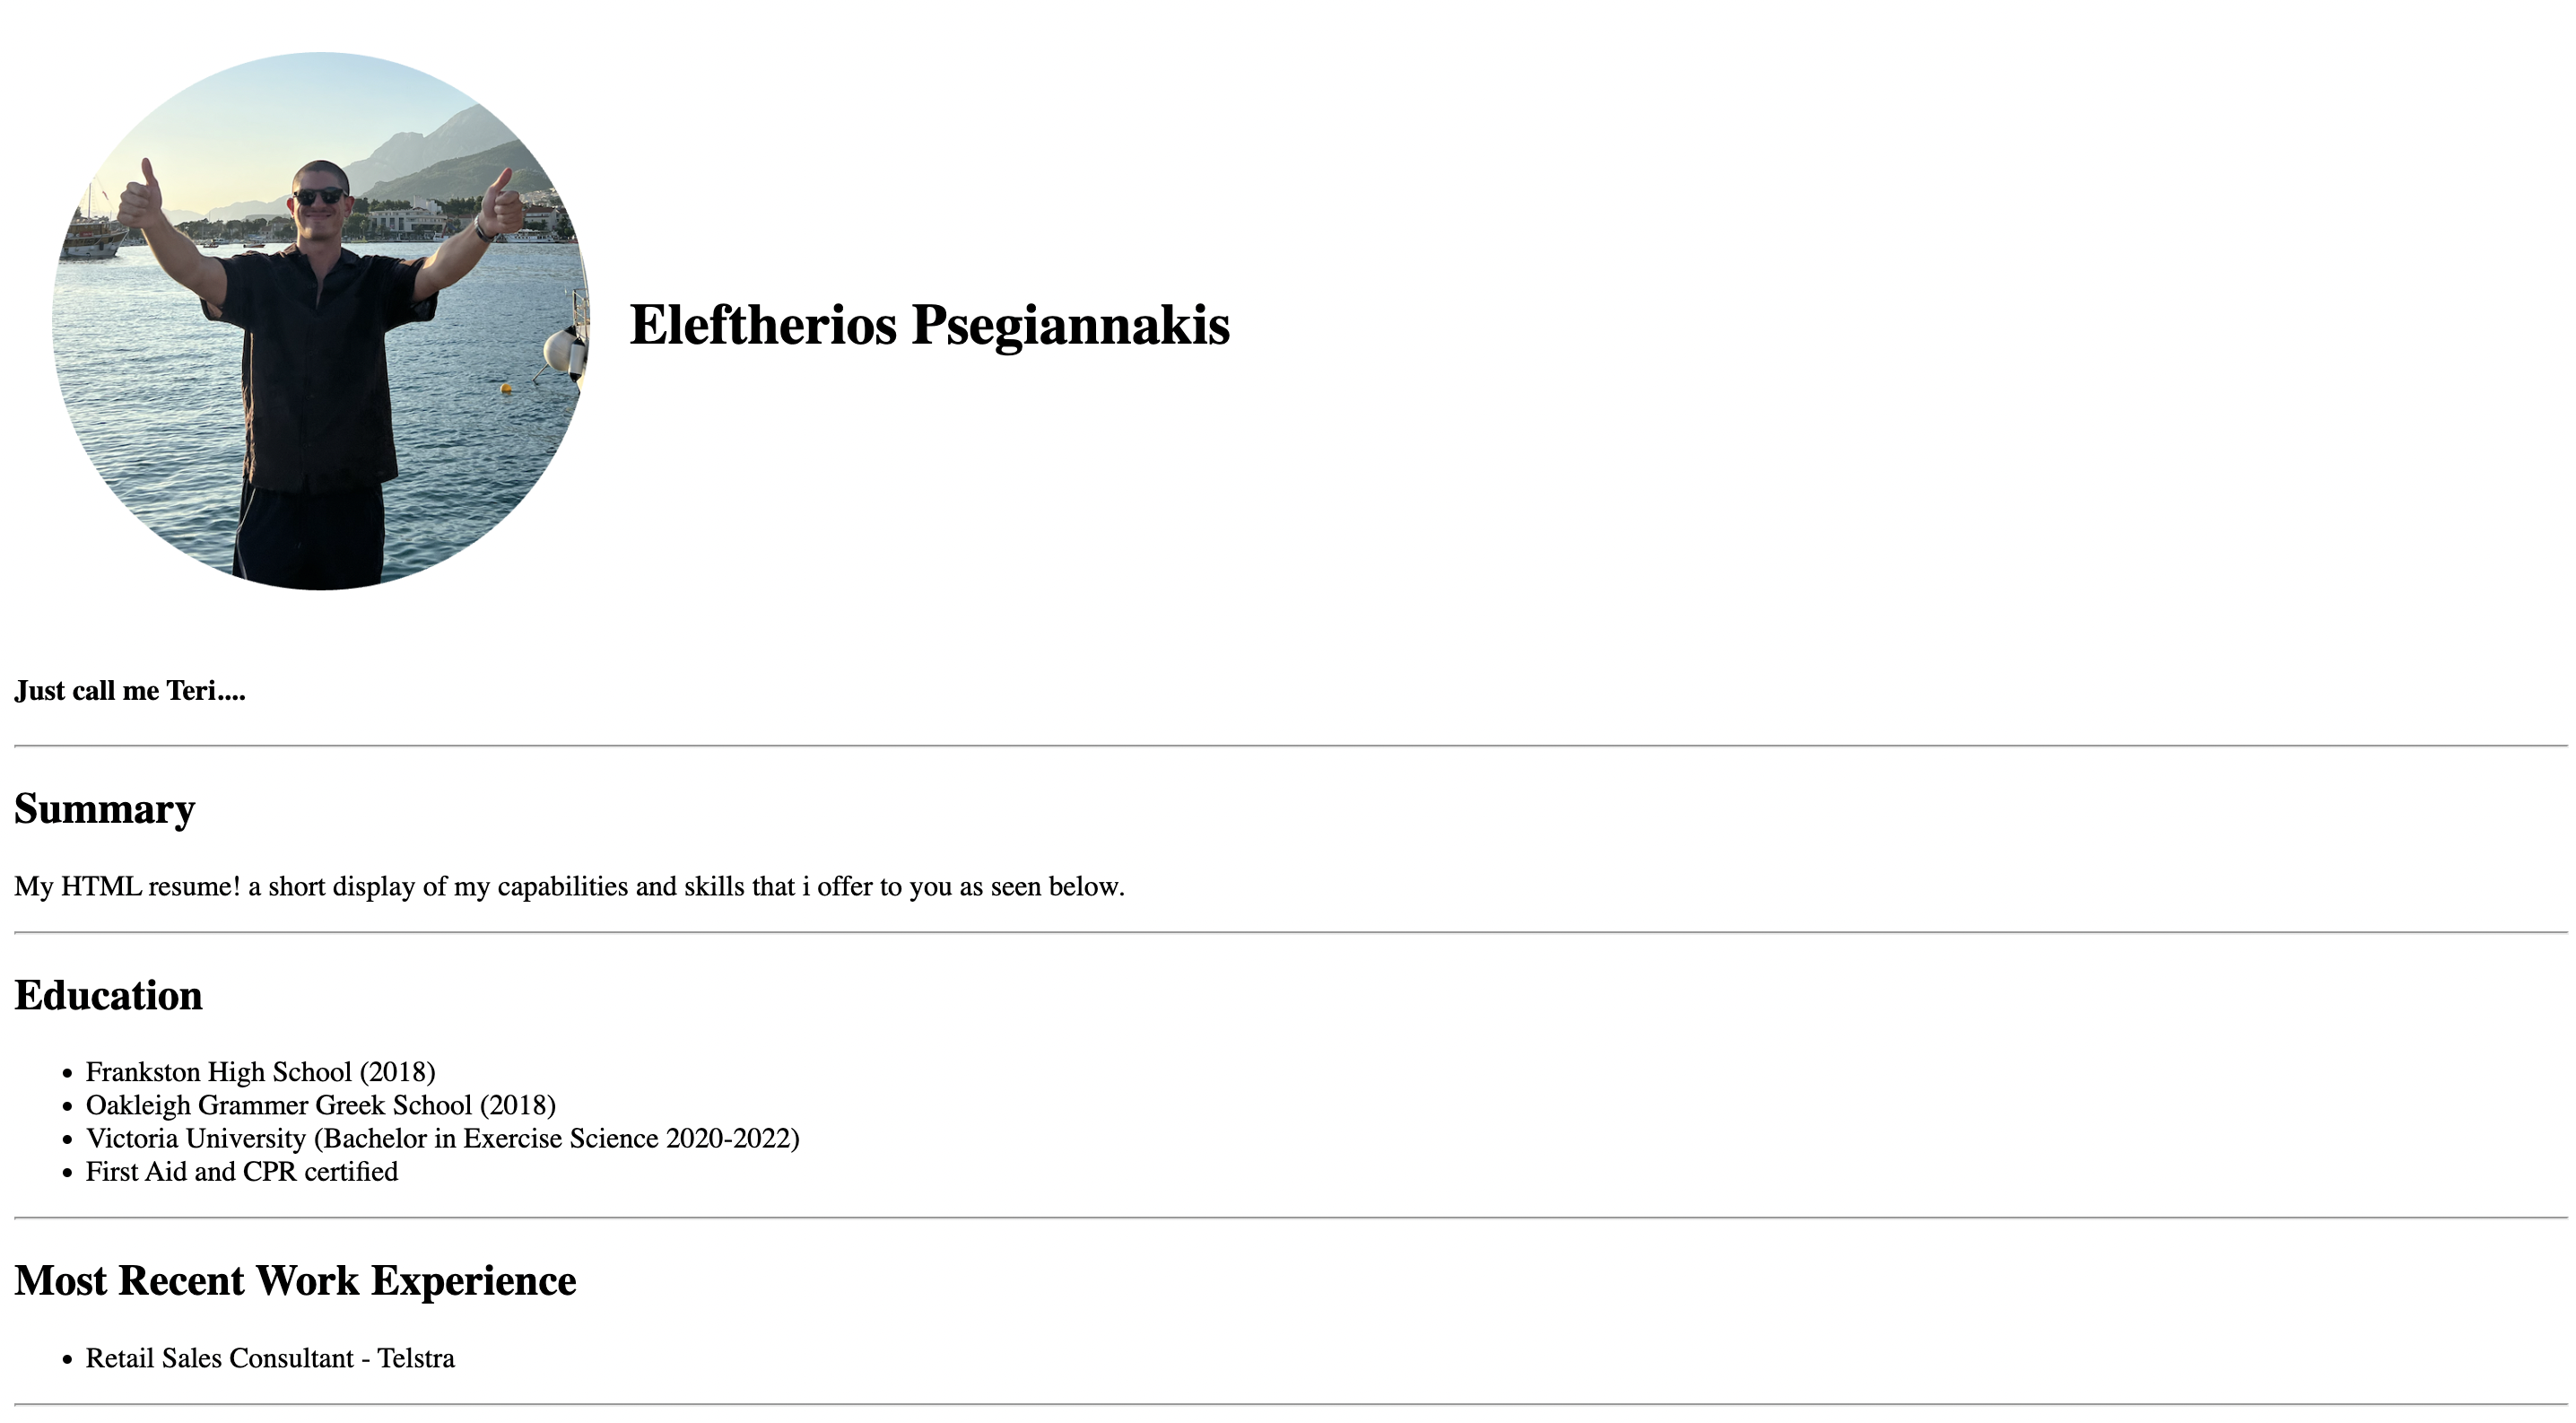 Eleftherios Psegiannakis
Just call me Teri....
Summary
My HTML resume! a short display of my capabilities and skills that i offer to you as seen below.
Education
Frankston High School (2018)
Oakleigh Grammer Greek School (2018)
Victoria University (Bachelor in Exercise Science 2020-2022)
First Aid and CPR certified
Most Recent Work Experience
Retail Sales Consultant - Telstra